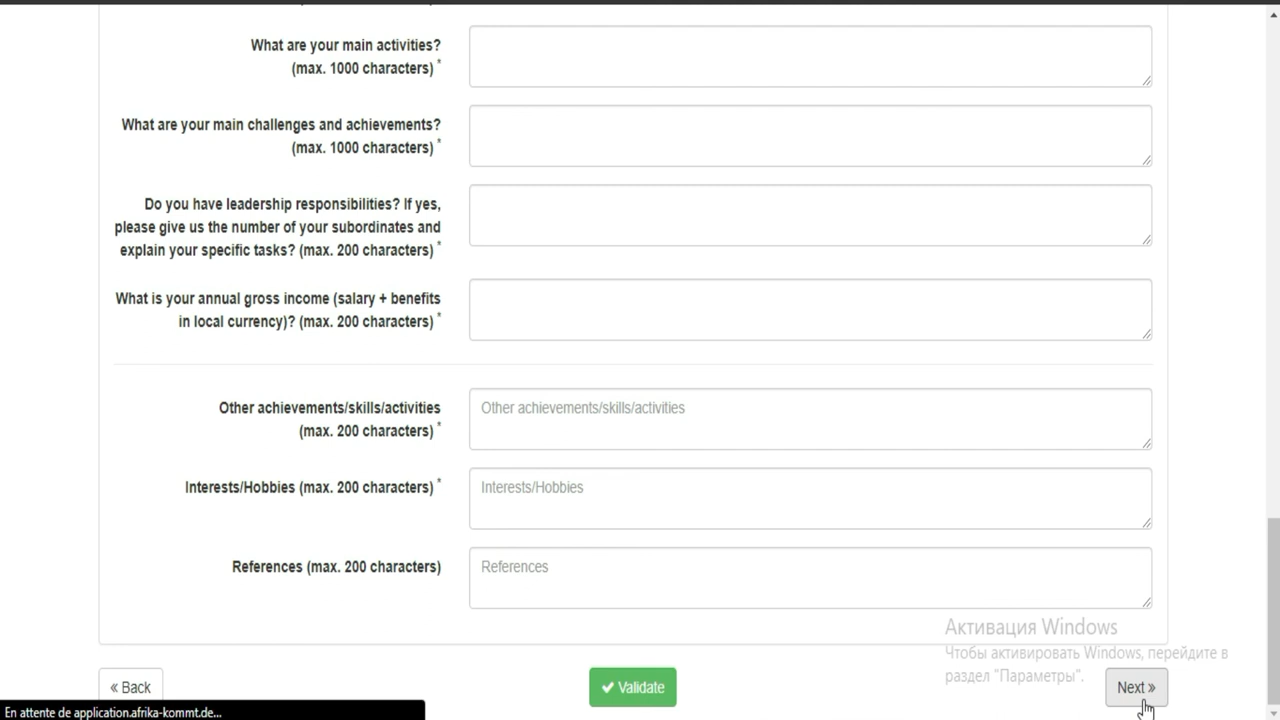 What are your main activities?
(max. 1000 characters) *
What are your main challenges and achievements?
(max. 1000 characters) *
Do you have leadership responsibilities? If yes,
please give us the number of your subordinates and
explain your specific tasks? (max. 200 characters) *
What is your annual gross income (salary + benefits
in local currency)? (max. 200 characters) *
Other achievements/skills/activities
(max. 200 characters) *
Other achievements/skills/activities
Interests/Hobbies (max. 200 characters) *
Interests/Hobbies
References (max. 200 characters)
References
Активация Windows
Чтобы активировать Windows, перейдите в
раздел "Параметры".
« Back
✔ Validate
Next »
En attente de application.afrika-kommt.de...